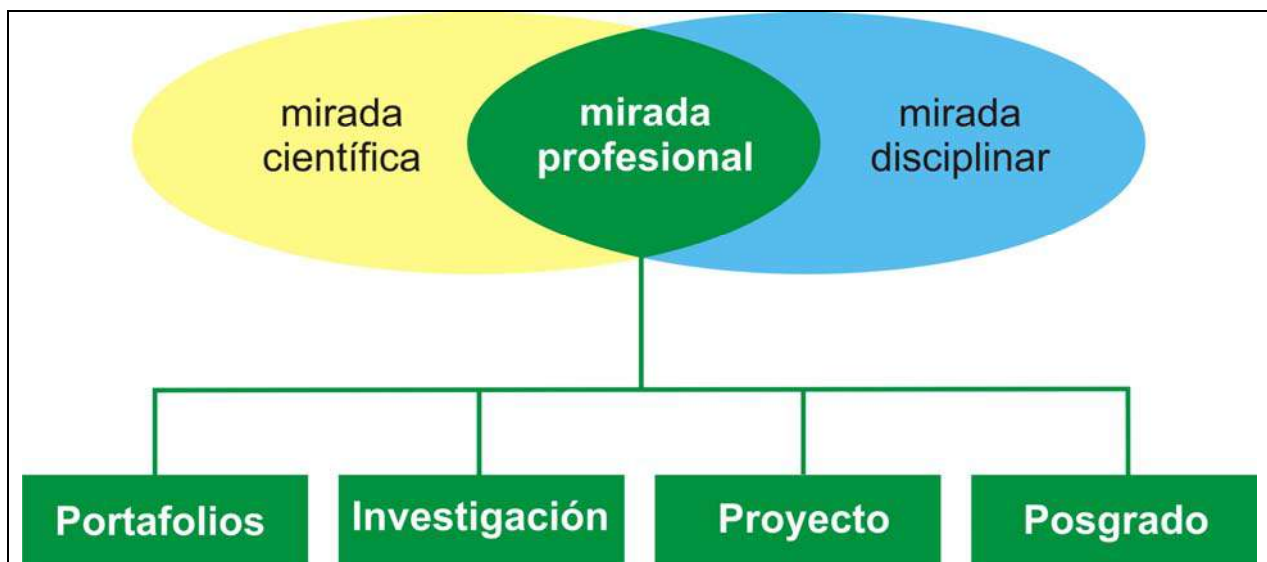 mirada
científica
mirada
profesional
mirada
disciplinar
Portafolios
Investigación
Proyecto
Posgrado